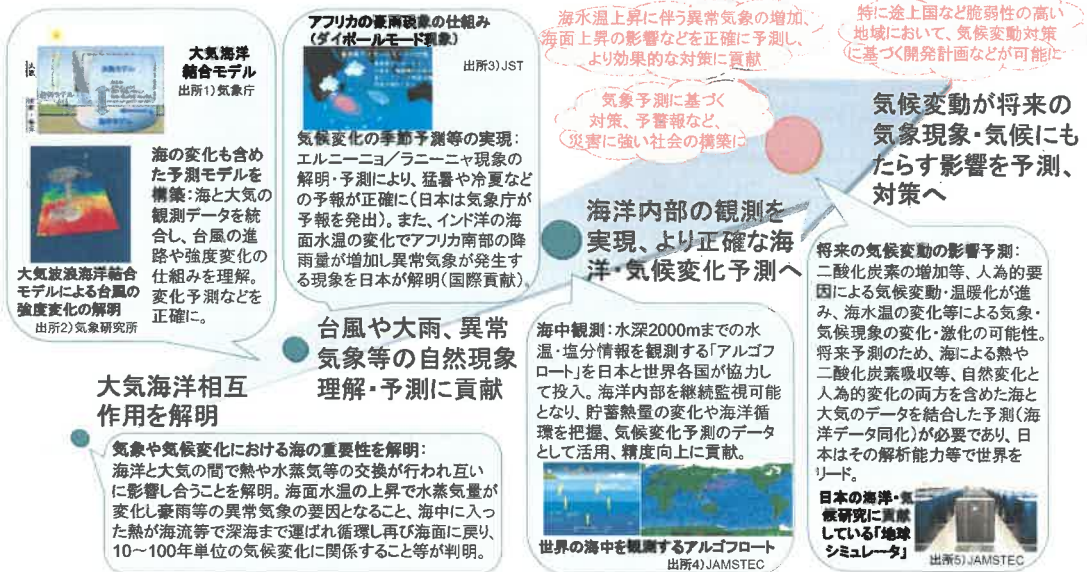 大気海洋
結合モデル
出所1)気象庁
海の変化も含め
た予測モデルを
構築:海と大気の
観測データを統
合し、台風の進
路や強度変化の
仕組みを理解。
変化予測などを
正確に。
大気波浪海洋結合
モデルによる台風の
強度変化の解明
出所2)気象研究所
アフリカの豪雨現象の仕組み
(ダイポールモード現象)
出所3)JST
気候変化の季節予測等の実現:
エルニーニョ/ラニーニャ現象の
解明・予測により、猛暑や冷夏など
の予報が正確に(日本は気象庁が
予報を発出)。また、インド洋の海
面水温の変化でアフリカ南部の降
雨量が増加し異常気象が発生す
る現象を日本が解明(国際貢献)。
海水温上昇に伴う異常気象の増加、
海面上昇の影響などを正確に予測し、
より効果的な対策に貢献
特に途上国など脆弱性の高い
地域において、気候変動対策
に基づく開発計画などが可能に
気象予測に基づく
対策、予警報など、
災害に強い社会の構築に
気候変動が将来の
気象現象・気候にも
たらす影響を予測、
対策へ
海洋内部の観測を
実現、より正確な海
洋・気候変化予測へ
台風や大雨、異常
気象等の自然現象
理解・予測に貢献
大気海洋相互
作用を解明
気象や気候変化における海の重要性を解明:
海洋と大気の間で熱や水蒸気等の交換が行われ互い
に影響し合うことを解明。海面水温の上昇で水蒸気量が
変化し豪雨等の異常気象の要因となること、海中に入っ
た熱が海流等で深海まで運ばれ循環し再び海面に戻り、
10~100年単位の気候変化に関係すること等が判明。
海中観測:水深2000mまでの水
温・塩分情報を観測する「アルゴフ
ロート」を日本と世界各国が協力し
て投入。海洋内部を継続監視可能
となり、貯蓄熱量の変化や海洋循
環を把握、気候変化予測のデータ
として活用、精度向上に貢献。
世界の海中を観測するアルゴフロート
出所4)JAMSTEC
将来の気候変動の影響予測:
二酸化炭素の増加等、人為的要
因による気候変動・温暖化が進
み、海水温の変化等による気象・
気候現象の変化・激化の可能性。
将来予測のため、海による熱や
二酸化炭素吸収等、自然変化と
人為的変化の両方を含めた海と
大気のデータを結合した予測(海
洋データ同化)が必要であり、日
本はその解析能力等で世界を
リード。
日本の海洋・気
候研究に貢献
している「地球
シミュレータ」
出所5)JAMSTEC